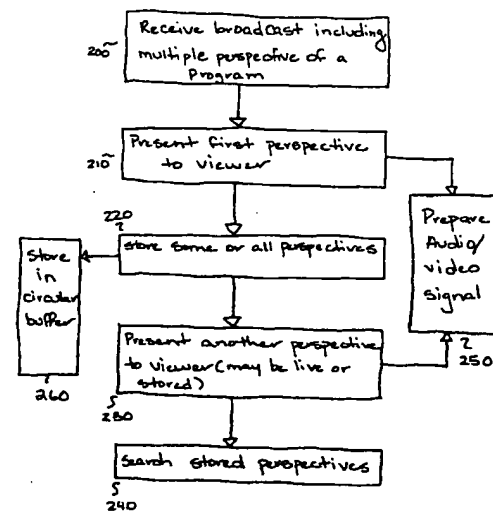 Receive broadcast including
multiple perspective of a
Program
200
Present first perspective
to viewer
210
220
store some or all perspectives
Store
in
circular
buffer
260
Prepare
Audio/
video
signal
250
Present another perspective
to viewer (may be live or
stored)
230
Search stored perspectives
240